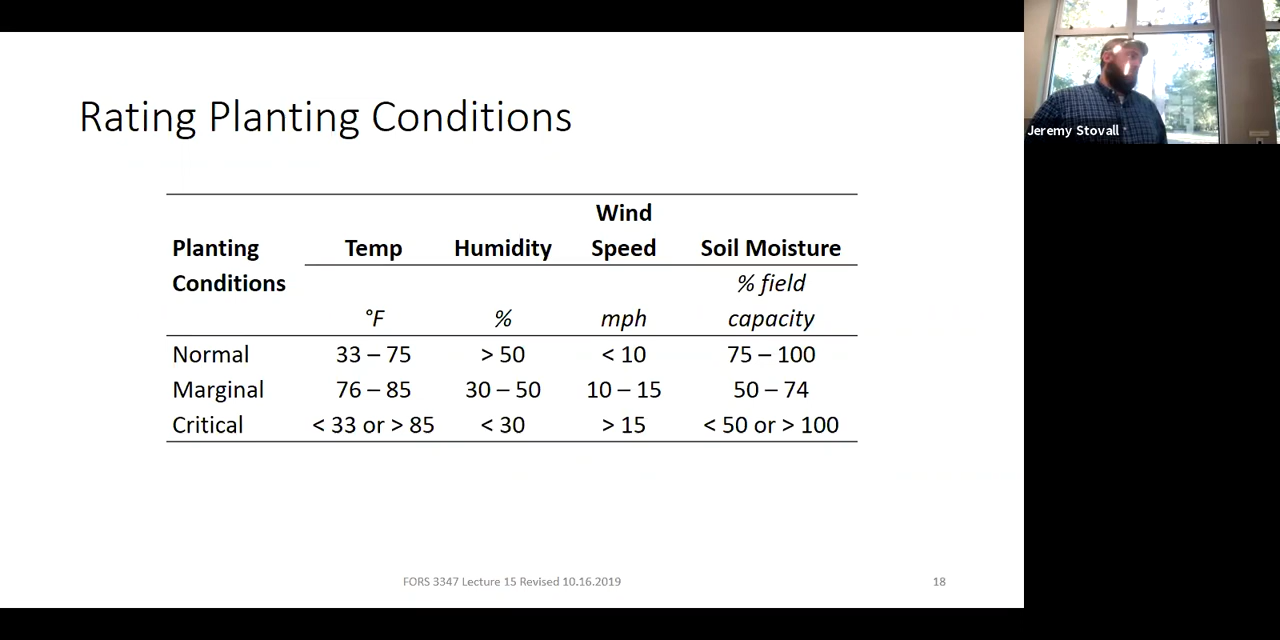 Rating Planting Conditions
Wind
Planting Temp Humidity Speed Soil Moisture
Conditions % field
°F % mph capacity
Normal 33 – 75 > 50 < 10 75 – 100
Marginal 76 – 85 30 – 50 10 – 15 50 – 74
Critical < 33 or > 85 < 30 > 15 < 50 or > 100
FORS 3347 Lecture 15 Revised 10.16.2019 18
Jeremy Stovall